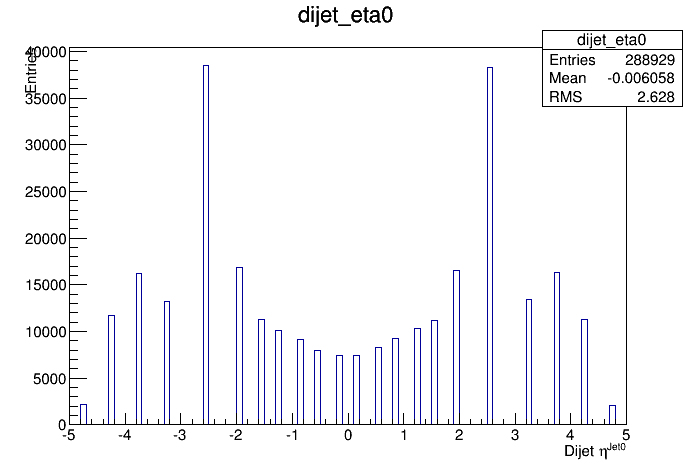 dijet_eta0
dijet_eta0
Entries 288929
Mean -0.006058
RMS 2.628
Entries
40000
35000
30000
25000
20000
15000
10000
5000
0
-5 -4 -3 -2 -1 0 1 2 3 4 5
Dijet η^Jet0